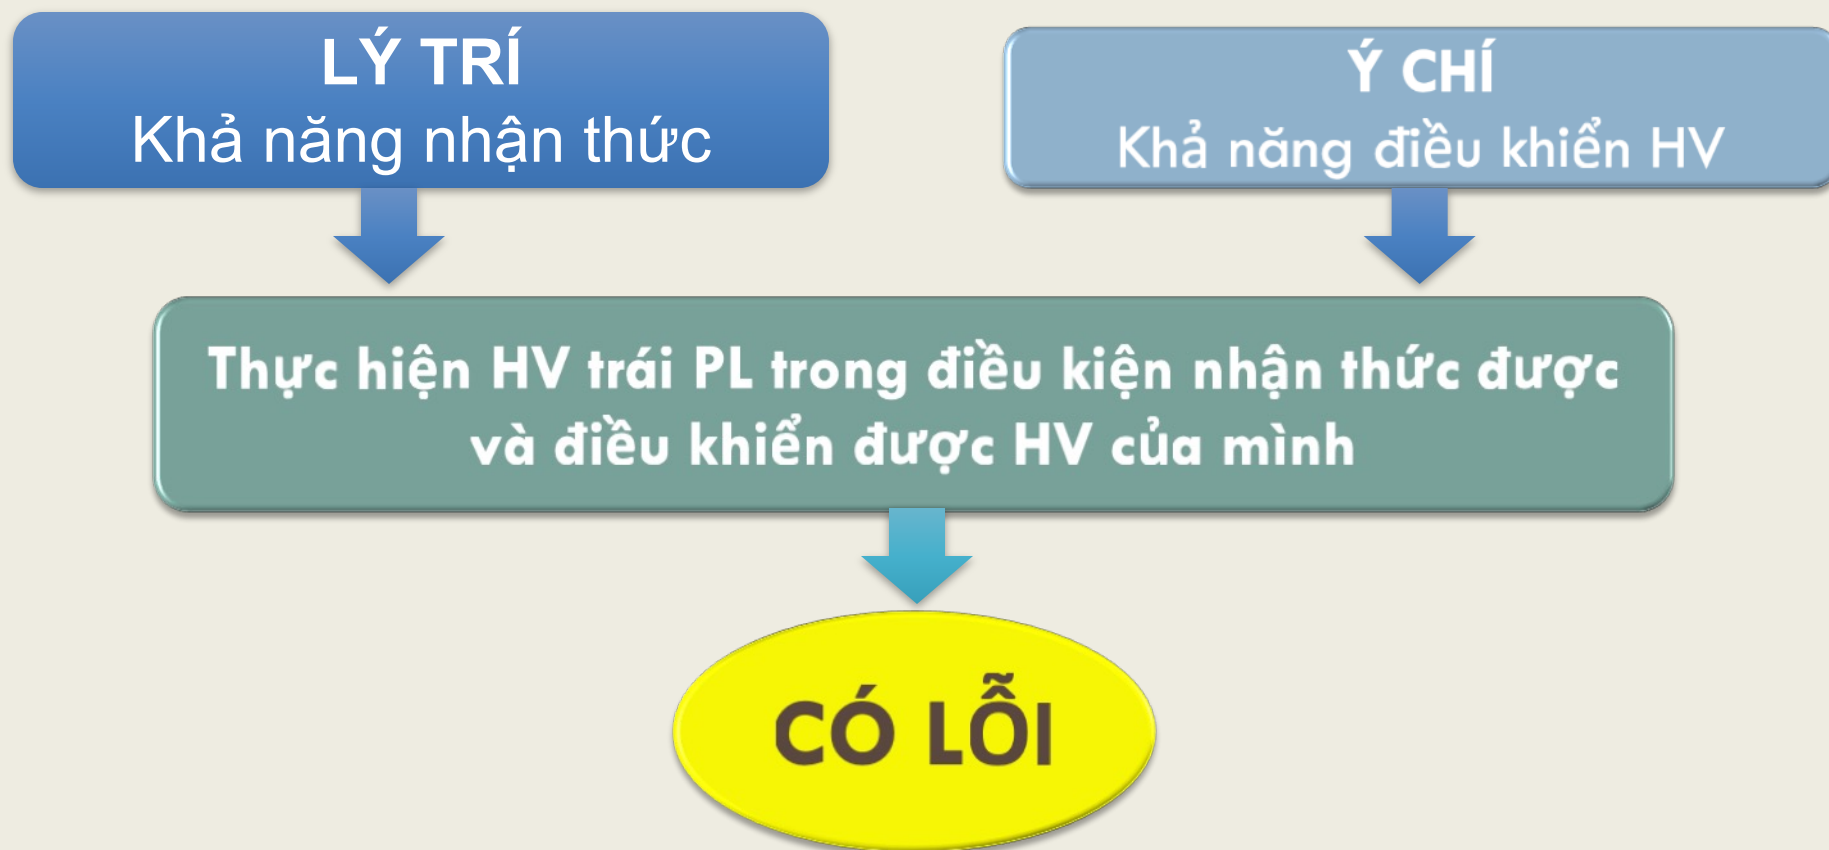 LÝ TRÍ
Khả năng nhận thức
Ý CHÍ
Khả năng điều khiển HV
Thực hiện HV trái PL trong điều kiện nhận thức được
và điều khiển được HV của mình
CÓ LỖI